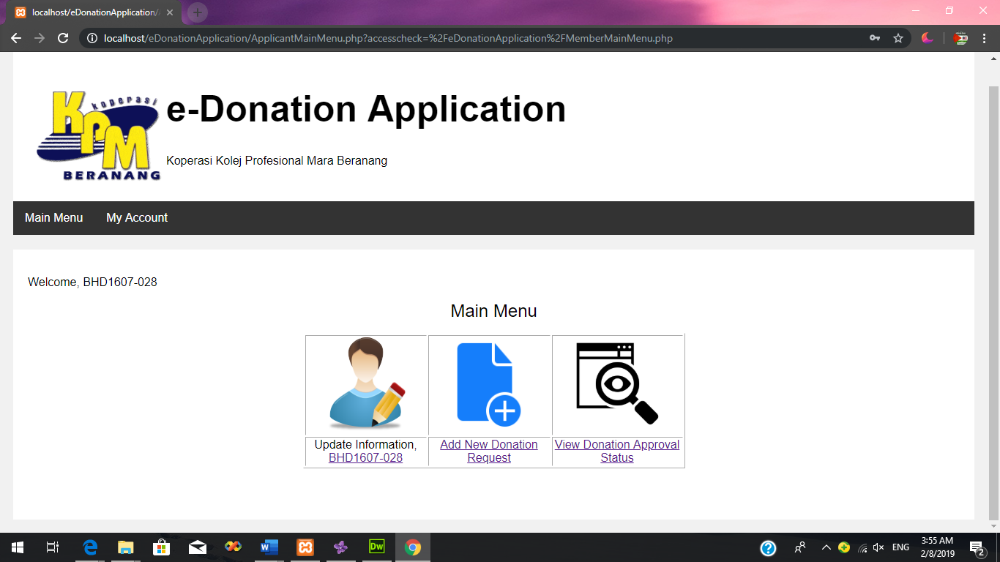 localhost/eDonationApplication/
localhost/eDonationApplication/ApplicantMainMenu.php?accesscheck=%2FeDonationApplication%2FMemberMainMenu.php
koperasi
KPM
BERANANG
e-Donation Application
Koperasi Kolej Profesional Mara Beranang
Main Menu My Account
Welcome, BHD1607-028
Main Menu
Update Information,
BHD1607-028
Add New Donation
Request
View Donation Approval
Status
Dw
ENG
3:55 AM
2/8/2019
2